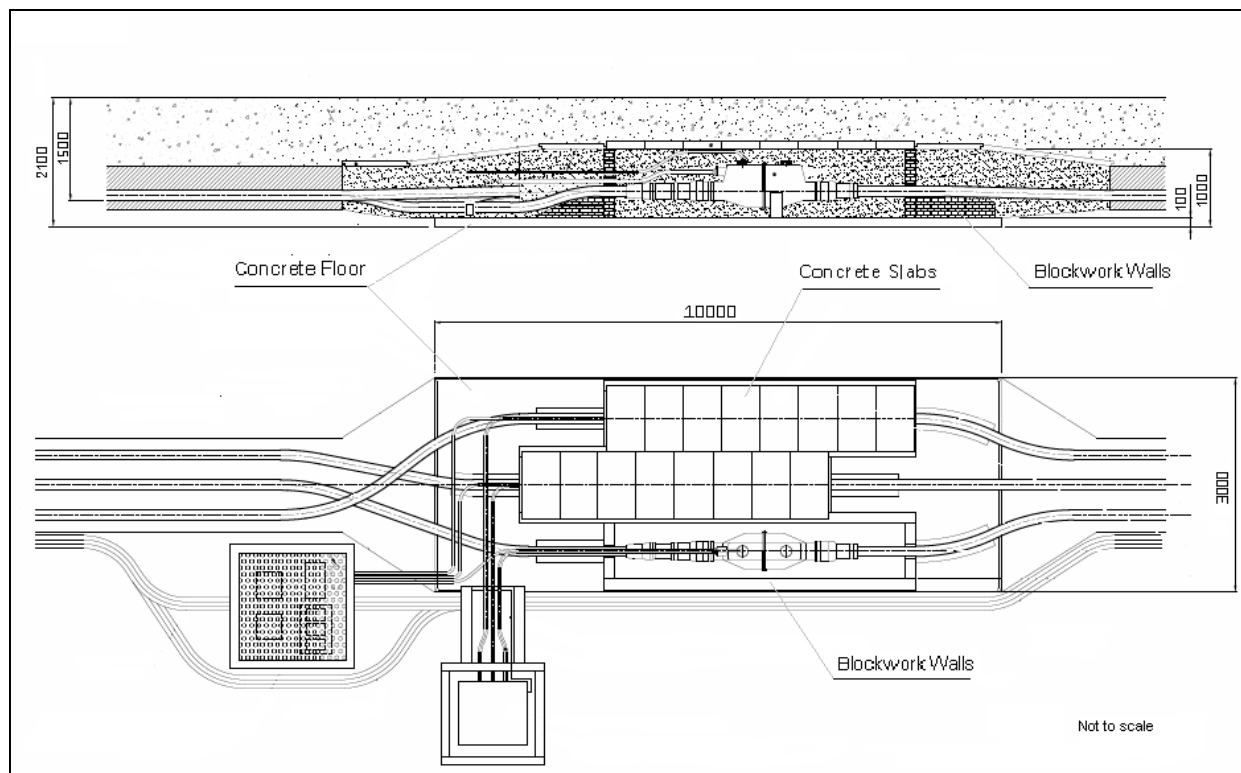 2100
1500
100
1000
Concrete Floor
Concrete Slabs
Blockwork Walls
10000
3000
Blockwork Walls
Not to scale